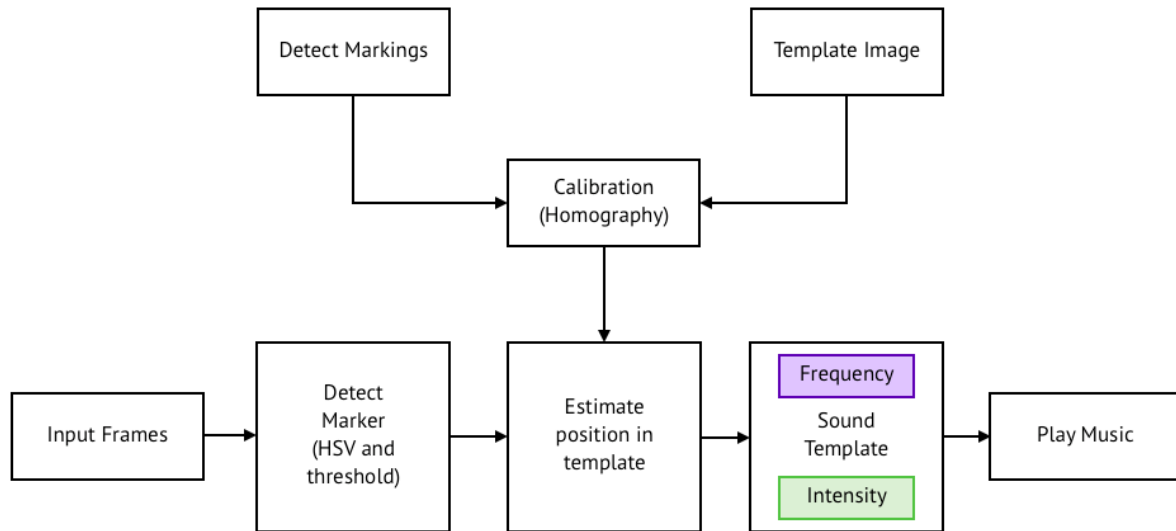 Detect Markings
Template Image
Calibration
(Homography)
Input Frames
Detect
Marker
(HSV and
threshold)
Estimate
position in
template
Frequency
Sound
Template
Intensity
Play Music